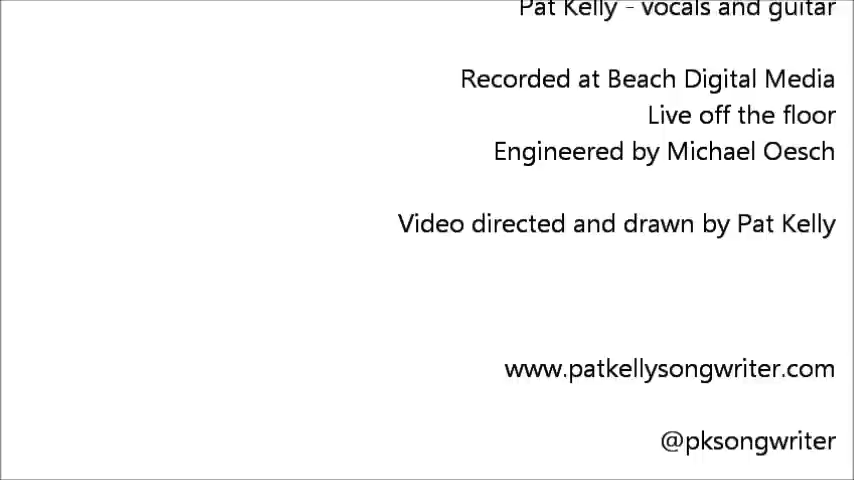 Pat Kelly - vocals and guitar
Recorded at Beach Digital Media
Live off the floor
Engineered by Michael Oesch
Video directed and drawn by Pat Kelly
www.patkellysongwriter.com
@pksongwriter